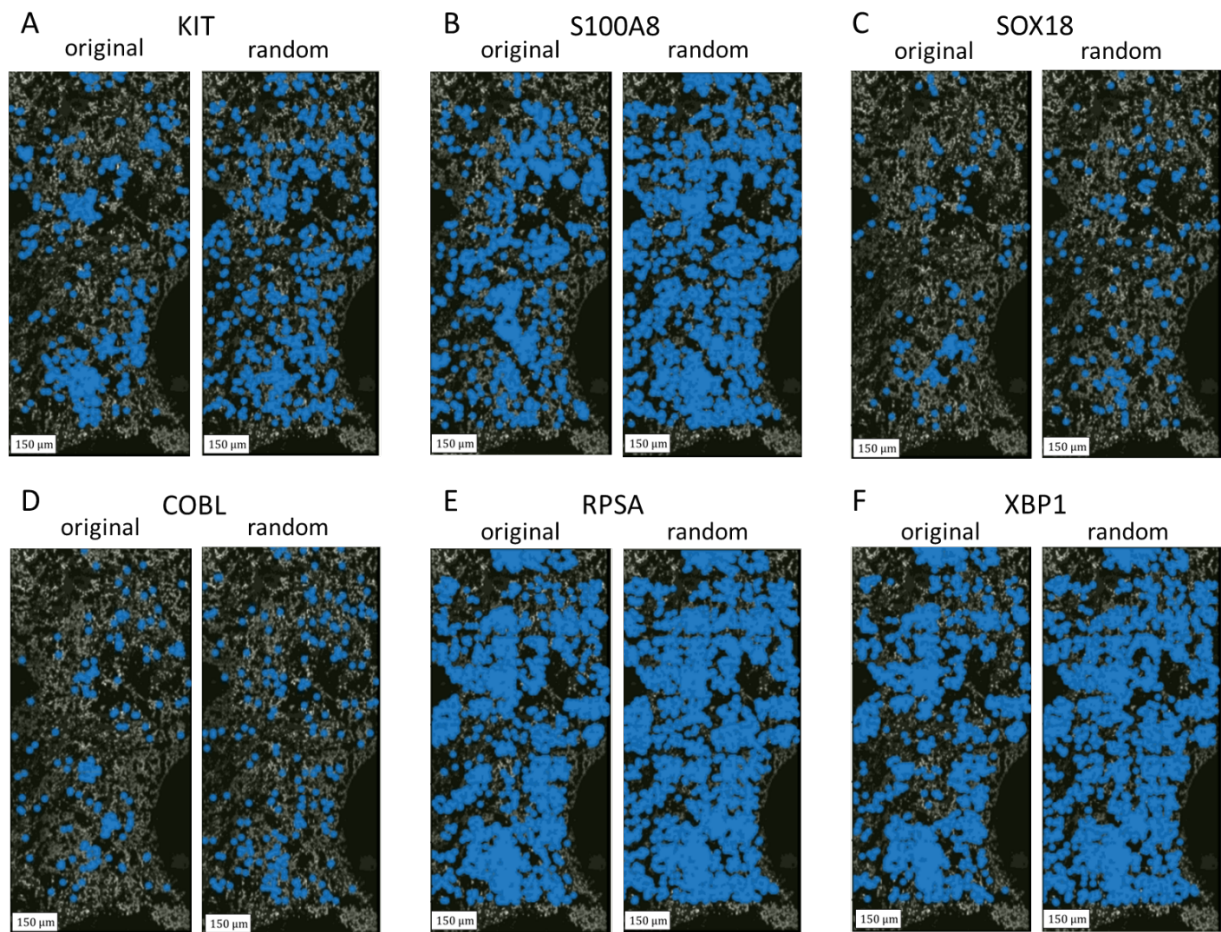 A KIT
original random
150 μm 150 μm
B S100A8
original random
150 μm 150 μm
C SOX18
original random
150 μm 150 μm
D COBL
original random
150 μm 150 μm
E RPSA
original random
150 μm 150 μm
F XBP1
original random
150 μm 150 μm